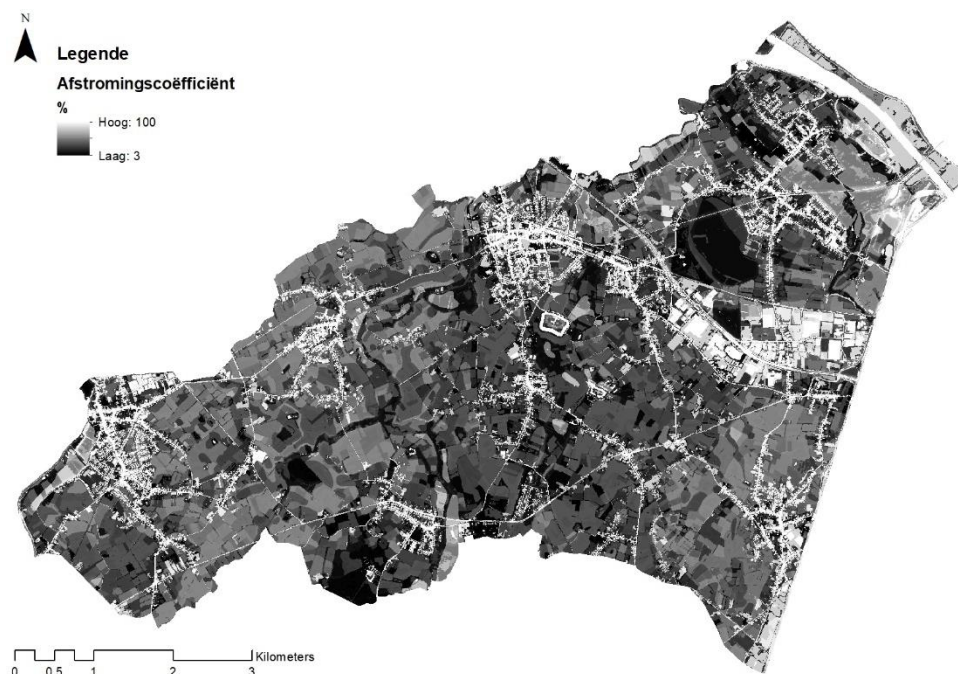 N
Legende
Afstromingscoëfficiënt
%
Hoog: 100
Laag: 3
Kilometers
0 0.5 1 2 3